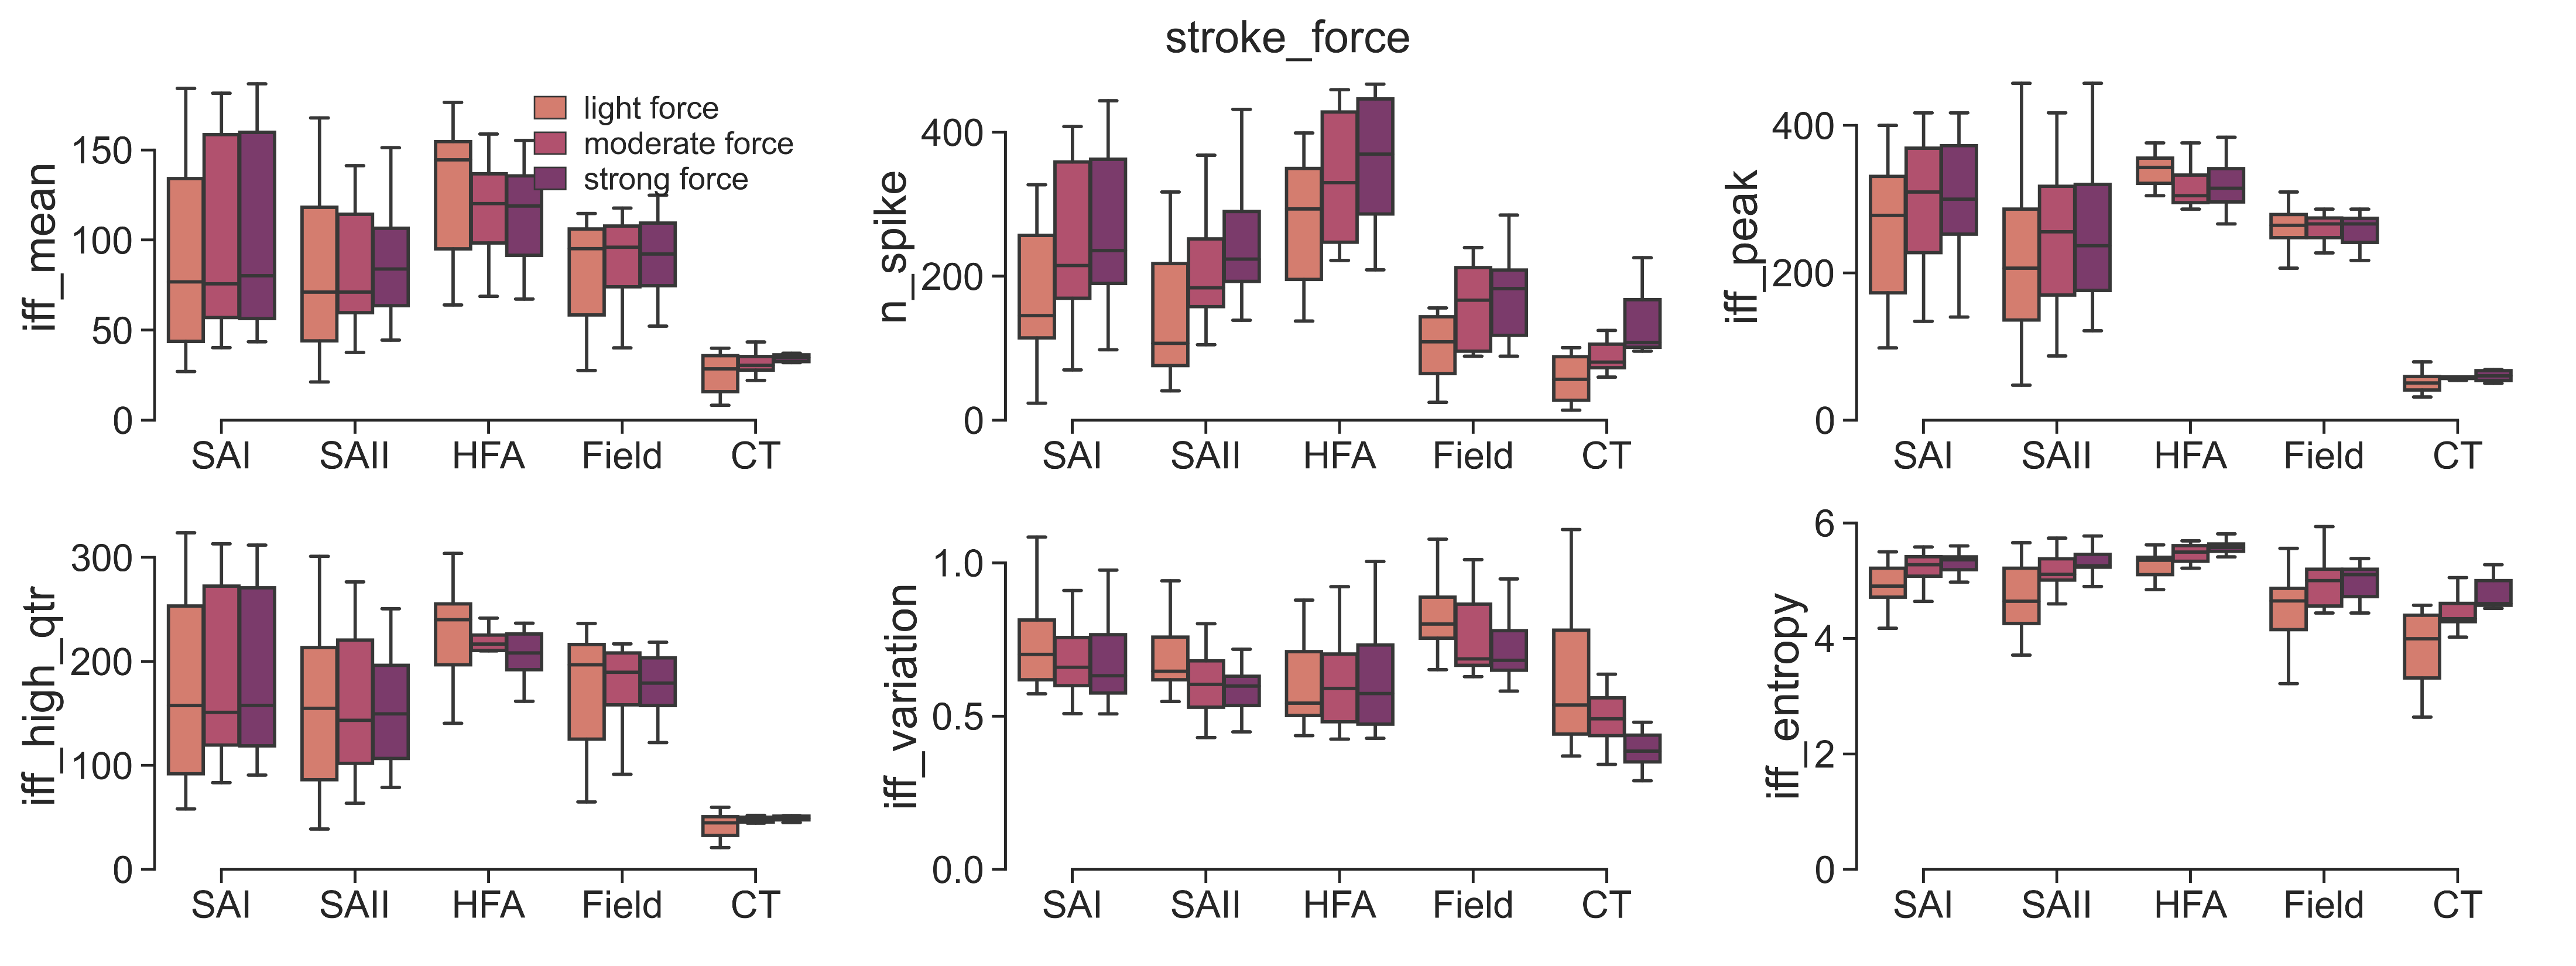 stroke_force
iff_mean
150
100
50
0
SAI SAII HFA Field CT
light force
moderate force
strong force
n_spike
400
200
0
SAI SAII HFA Field CT
iff_peak
400
200
0
SAI SAII HFA Field CT
iff_high_qtr
300
200
100
0
SAI SAII HFA Field CT
iff_variation
1.0
0.5
0.0
SAI SAII HFA Field CT
iff_entropy
6
4
2
0
SAI SAII HFA Field CT